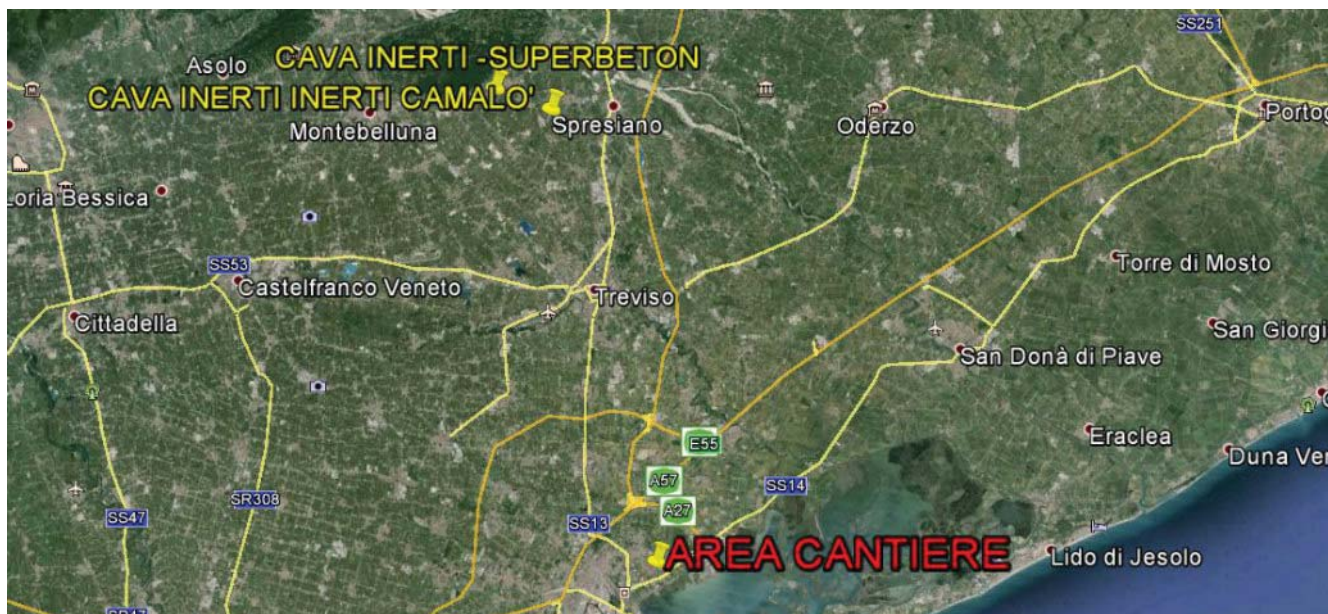 SS251
CAVA INERTI -SUPERBETON
Asolo
CAVA INERTI INERTI CAMALO'
Montebelluna
Spresiano
Oderzo
Portog
Loria Bessica
SS53
Castelfranco Veneto
Treviso
Torre di Mosto
Cittadella
San Giorgi
San Donà di Piave
E55
Eraclea
Duna Ver
A57
SS14
SR308
A27
SS47
SS13
AREA CANTIERE
Lido di Jesolo